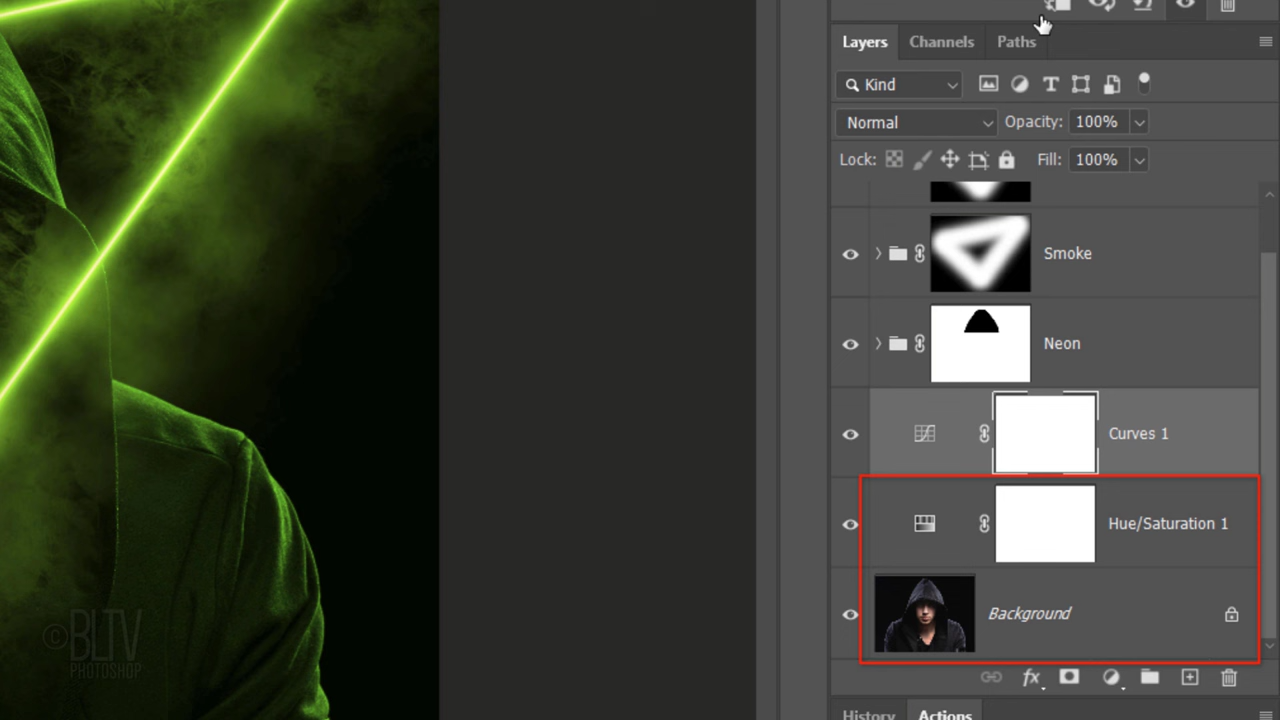 Layers Channels Paths
Kind
Normal Opacity: 100%
Lock: Fill: 100%
Smoke
Neon
Curves 1
Hue/Saturation 1
Background
fx
©BLTV
PHOTOSHOP
History Actions